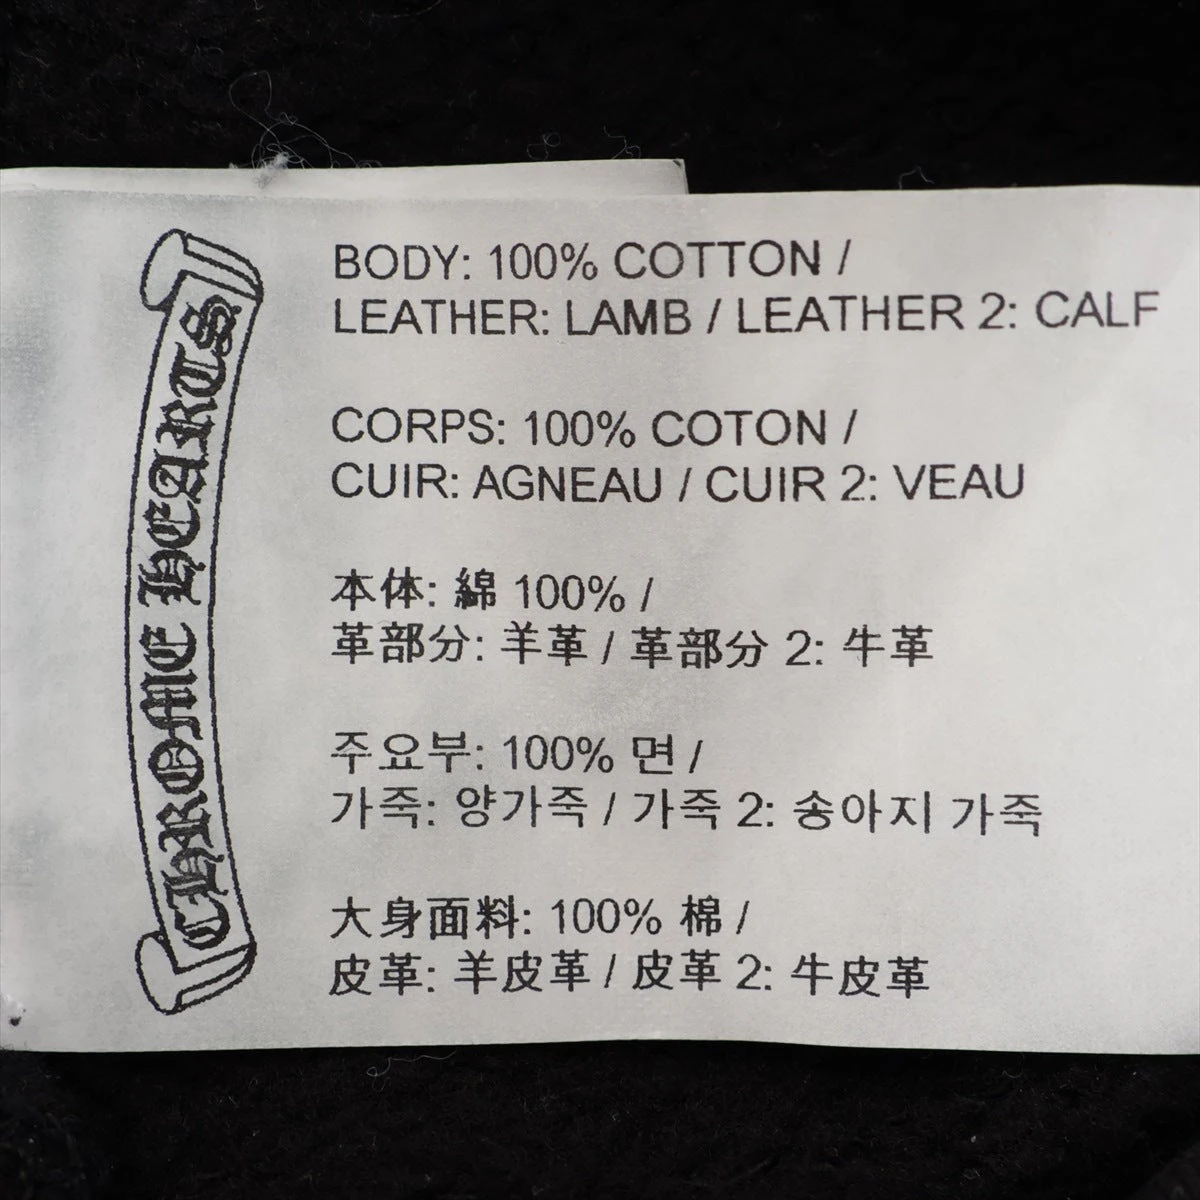 CHROME HEARTS
BODY: 100% COTTON /
LEATHER: LAMB / LEATHER 2: CALF
CORPS: 100% COTON /
CUIR: AGNEAU / CUIR 2: VEAU
本体: 綿 100% /
革部分: 羊革 / 革部分 2: 牛革
주요부: 100% 면 /
가죽: 양가죽 / 가죽 2: 송아지 가죽
大身面料: 100% 棉 /
皮革: 羊皮革 / 皮革 2: 牛皮革